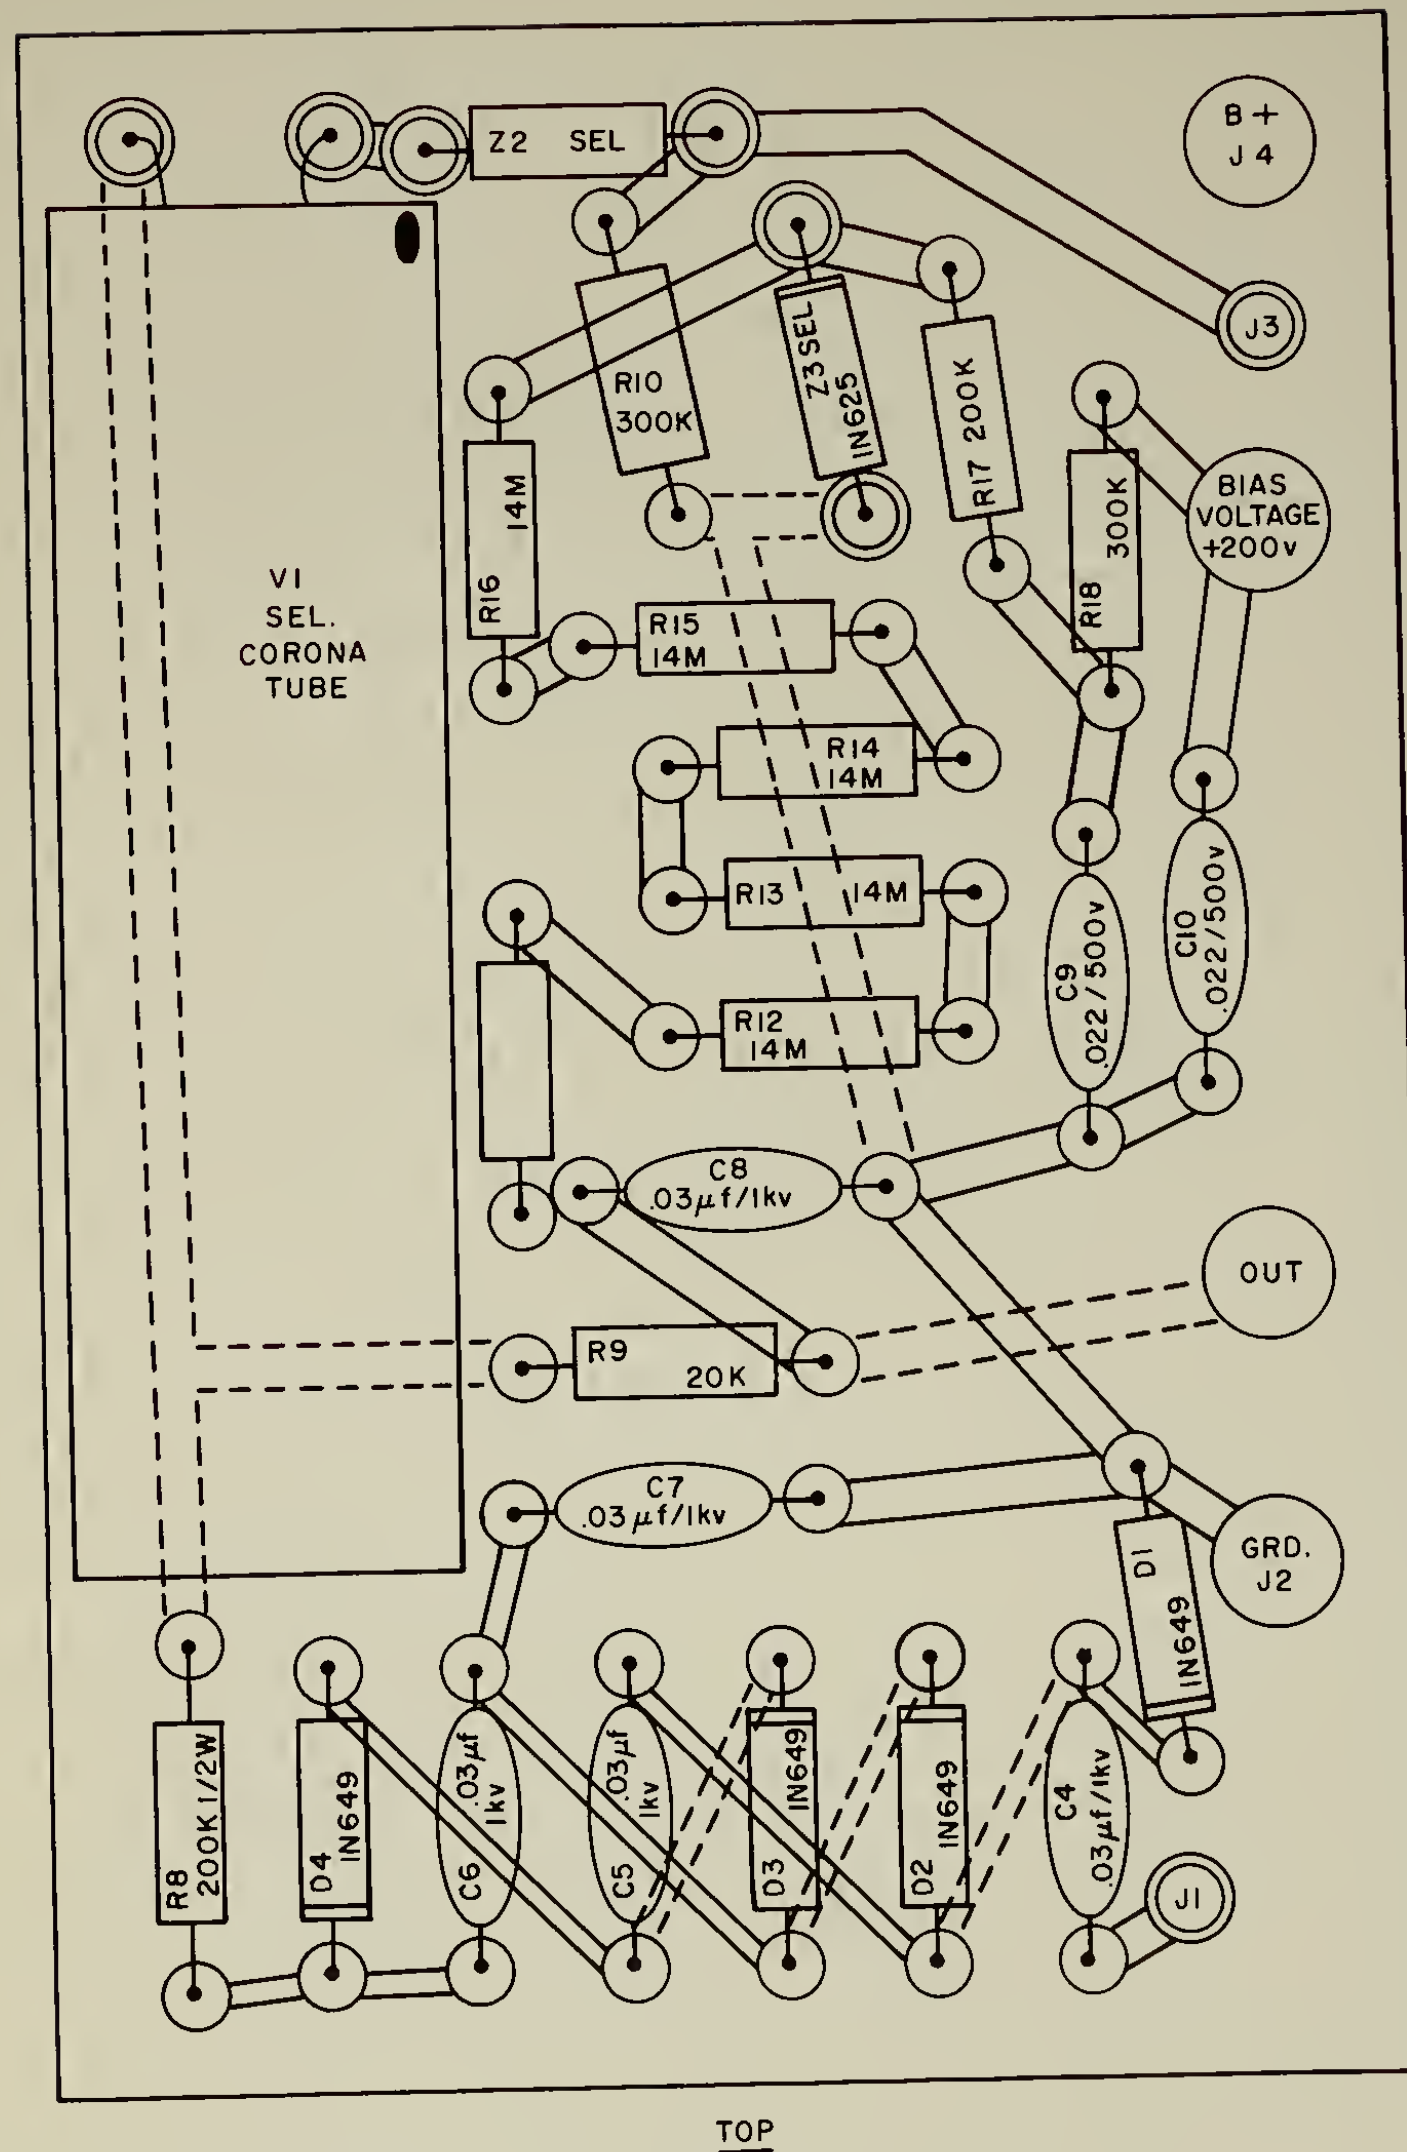 B+
J4
Z2 SEL
J3
Z3 SEL
IN625
R10
300K
R17 200K
R16 14M
BIAS
VOLTAGE
+200v
R18 300K
V1
SEL.
CORONA
TUBE
R15
14M
R14
14M
R13 14M
R12
14M
C9
.022/500v
C10
.022/500v
C8
.03µf/1kv
OUT
R9
20K
C7
.03µf/1kv
GRD.
J2
D1
IN649
R8
200K 1/2W
D4
IN649
C6 .03µf
1kv
C5 .03µf
1kv
D3
IN649
D2
IN649
C4
.03µf/1kv
J1
TOP